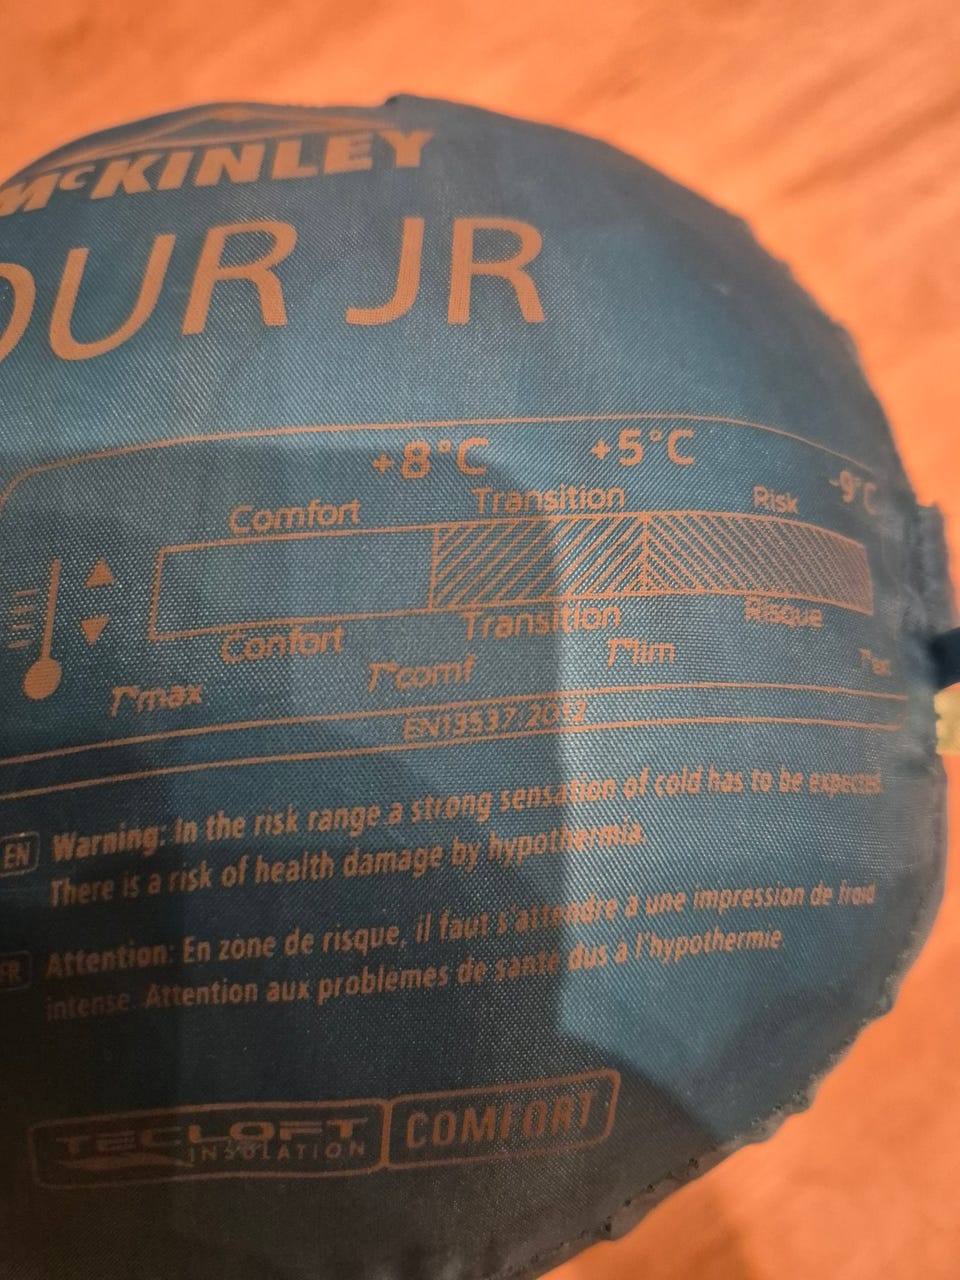 McKINLEY
OUR JR
+8°C +5°C -9°C
Comfort Transition Risk
Confort Transition Risque
T°max T°comf T°lim T°ext
EN13537:2012
EN Warning: In the risk range a strong sensation of cold has to be expected.
There is a risk of health damage by hypothermia.
FR Attention: En zone de risque, il faut s'attendre à une impression de froid
intense. Attention aux problèmes de santé dus à l'hypothermie.
TECLOFT COMFORT
INSULATION